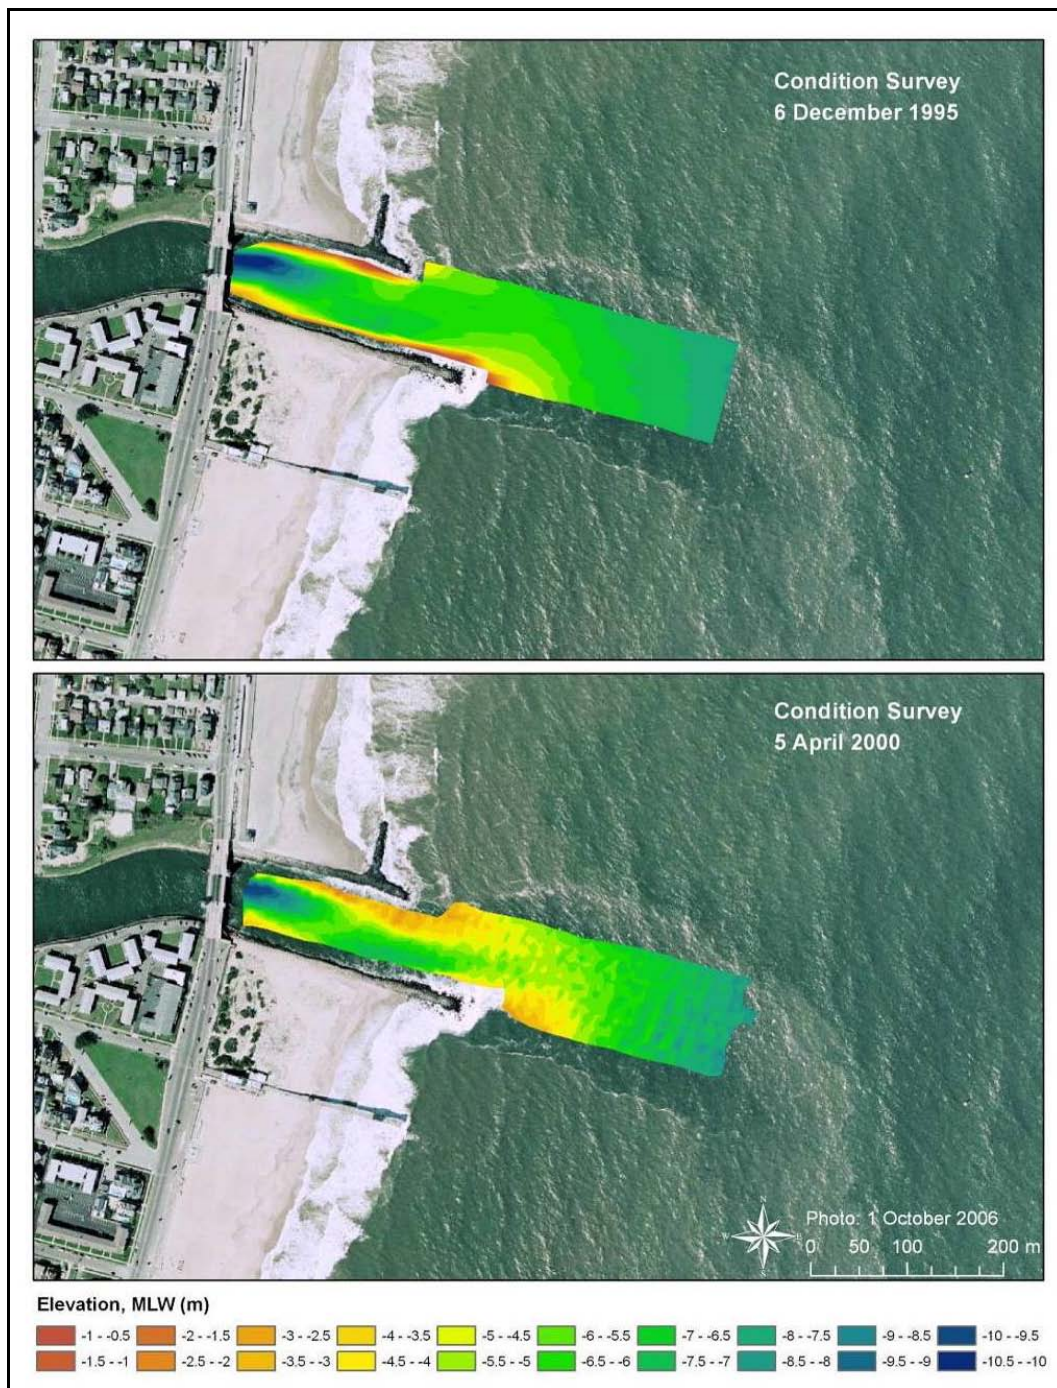 Condition Survey
6 December 1995
Condition Survey
5 April 2000
N
Photo: 1 October 2006
0 50 100 200 m
Elevation, MLW (m)
-1 - -0.5 -2 - -1.5 -3 - -2.5 -4 - -3.5 -5 - -4.5 -6 - -5.5 -7 - -6.5 -8 - -7.5 -9 - -8.5 -10 - -9.5
-1.5 - -1 -2.5 - -2 -3.5 - -3 -4.5 - -4 -5.5 - -5 -6.5 - -6 -7.5 - -7 -8.5 - -8 -9.5 - -9 -10.5 - -10